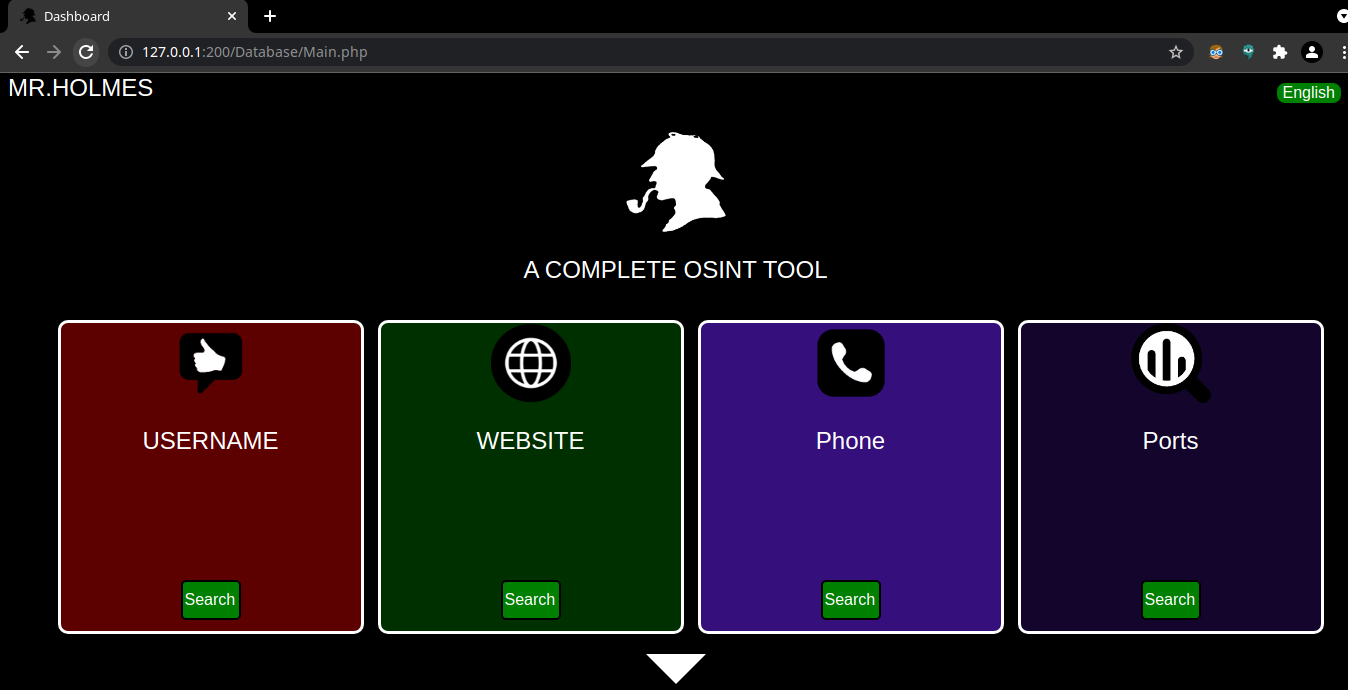 Dashboard
127.0.0.1:200/Database/Main.php
MR.HOLMES
English
A COMPLETE OSINT TOOL
USERNAME
WEBSITE
Phone
Ports
Search
Search
Search
Search